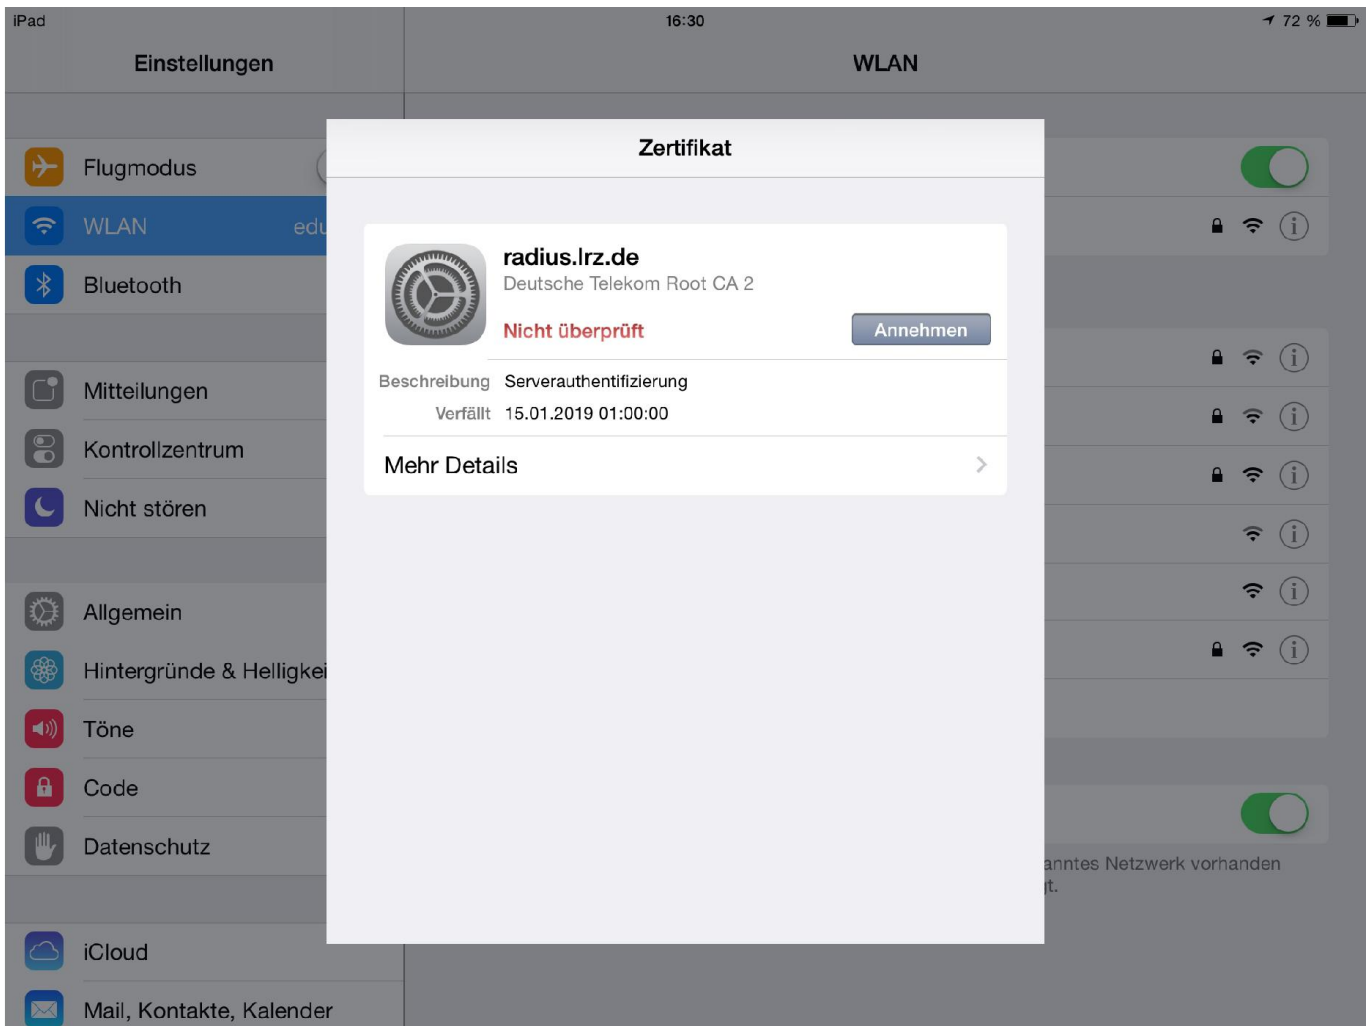 iPad
16:30
72 %
Einstellungen
WLAN
Zertifikat
radius.lrz.de
Deutsche Telekom Root CA 2
Nicht überprüft
Annehmen
Beschreibung Serverauthentifizierung
Verfällt 15.01.2019 01:00:00
Mehr Details
Flugmodus
WLAN edu
Bluetooth
Mitteilungen
Kontrollzentrum
Nicht stören
Allgemein
Hintergründe & Helligkei
Töne
Code
Datenschutz
iCloud
Mail, Kontakte, Kalender
anntes Netzwerk vorhanden
gt.